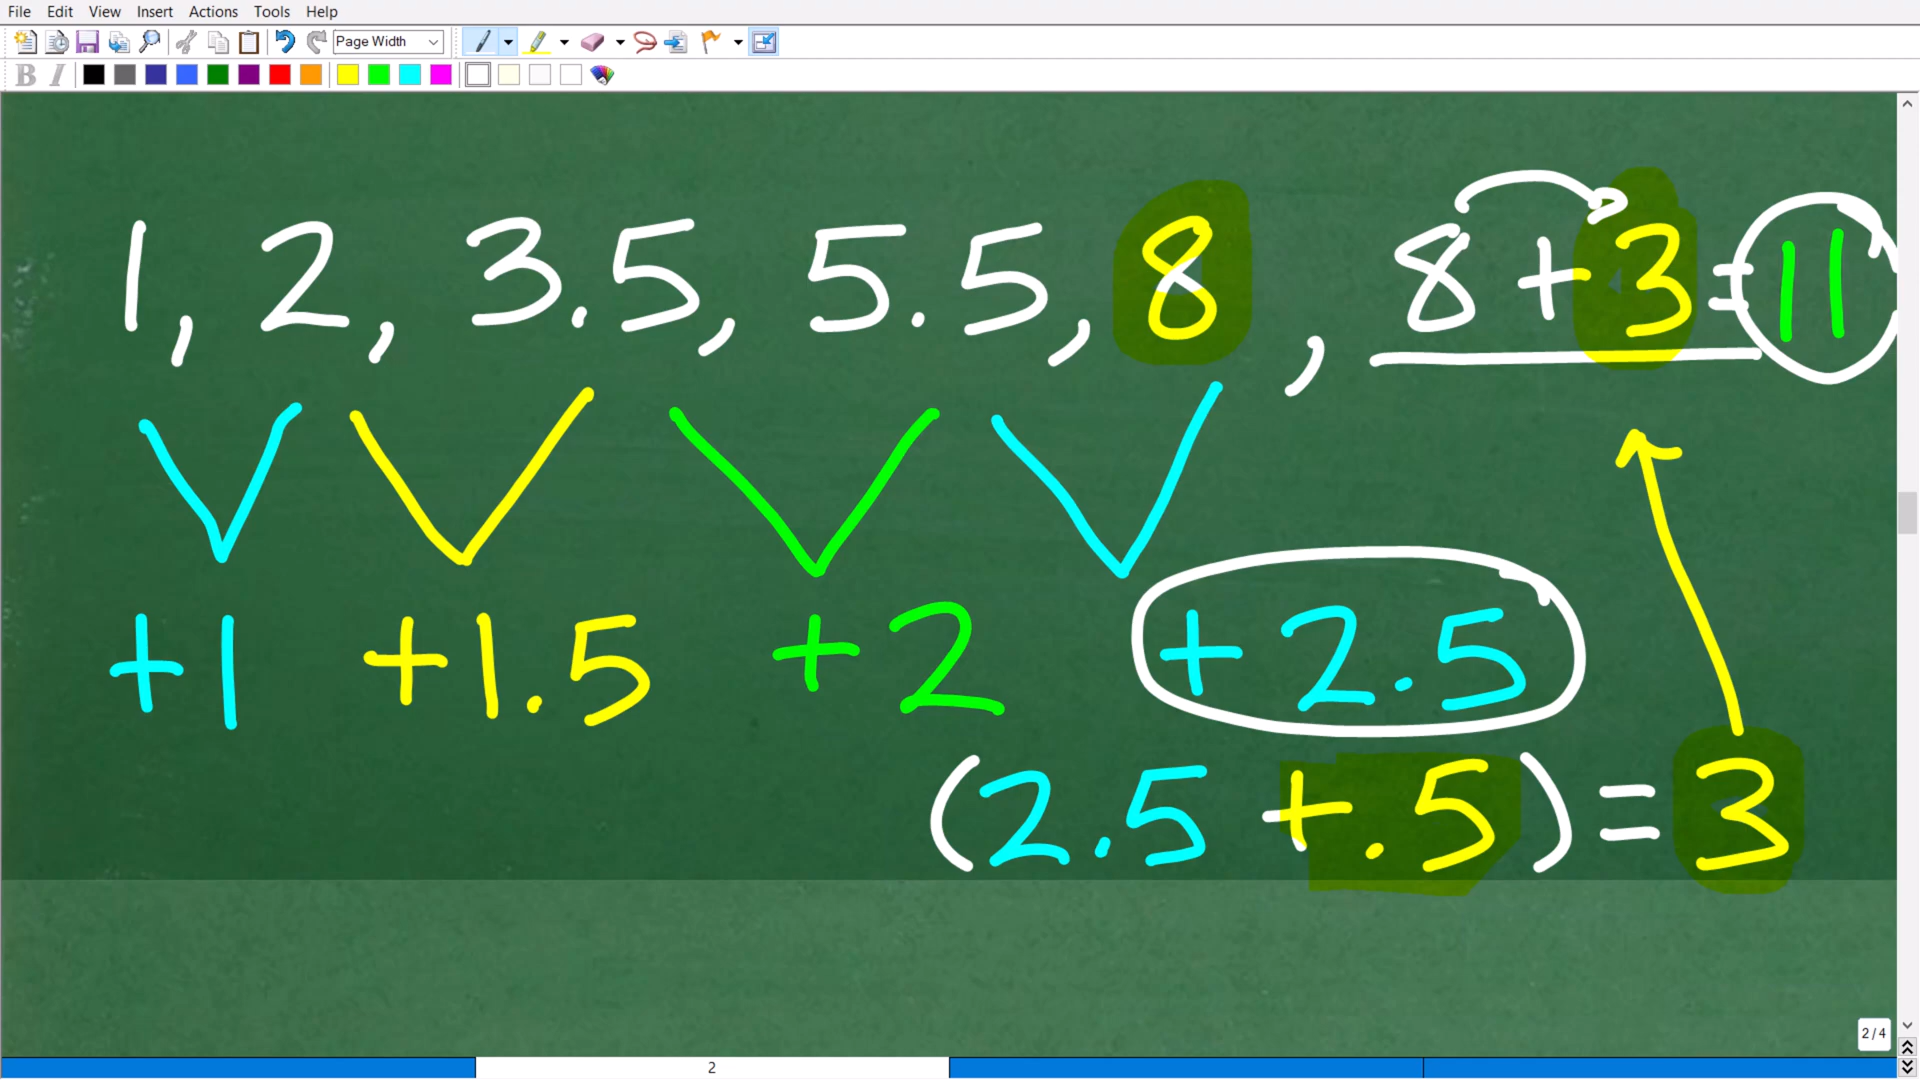 File Edit View Insert Actions Tools Help
Page Width
B I
1, 2, 3.5, 5.5, 8, 8+3=11
+1 +1.5 +2 +2.5
(2.5 +.5)=3
2/4
2